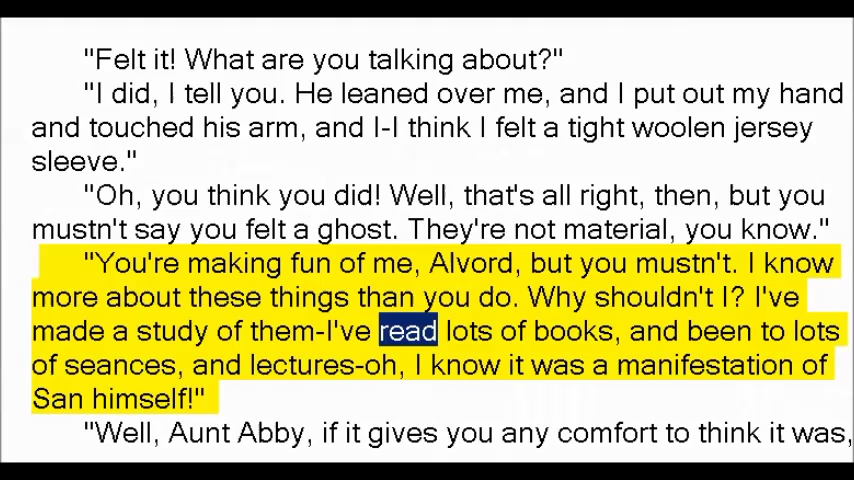 "Felt it! What are you talking about?"
"I did, I tell you. He leaned over me, and I put out my hand
and touched his arm, and I-I think I felt a tight woolen jersey
sleeve."
"Oh, you think you did! Well, that's all right, then, but you
mustn't say you felt a ghost. They're not material, you know."
"You're making fun of me, Alvord, but you mustn't. I know
more about these things than you do. Why shouldn't I? I've
made a study of them-I've read lots of books, and been to lots
of seances, and lectures-oh, I know it was a manifestation of
San himself!"
"Well, Aunt Abby, if it gives you any comfort to think it was,